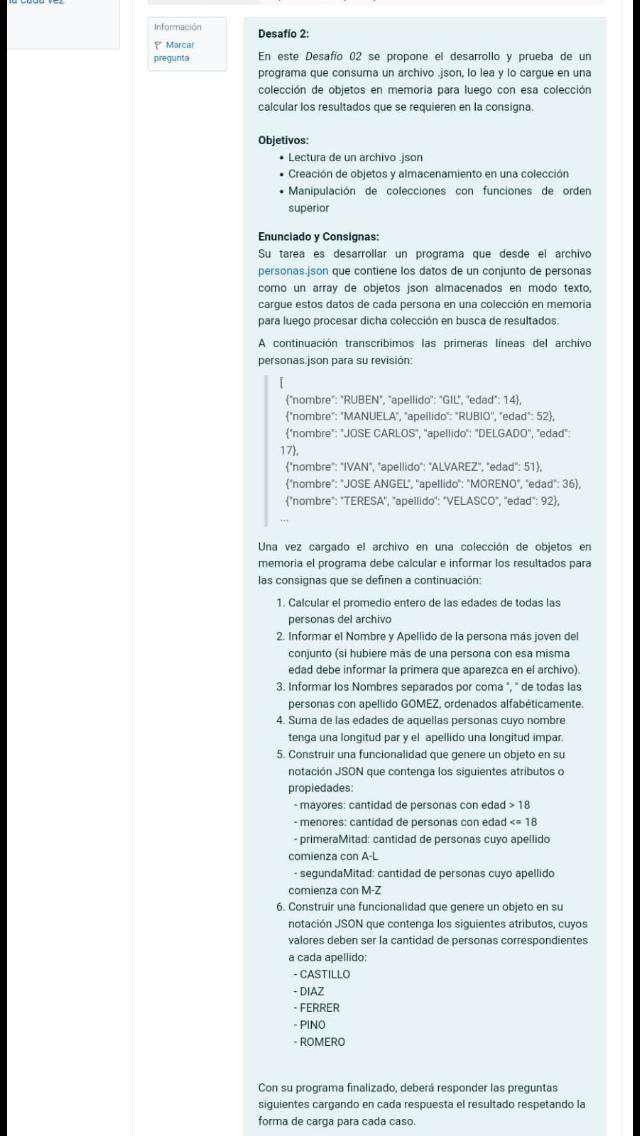 Información
Marcar
pregunta
Desafío 2:
En este Desafío 02 se propone el desarrollo y prueba de un
programa que consuma un archivo .json, lo lea y lo cargue en una
colección de objetos en memoria para luego con esa colección
calcular los resultados que se requieren en la consigna.
Objetivos:
• Lectura de un archivo .json
• Creación de objetos y almacenamiento en una colección
• Manipulación de colecciones con funciones de orden
superior
Enunciado y Consignas:
Su tarea es desarrollar un programa que desde el archivo
personas.json que contiene los datos de un conjunto de personas
como un array de objetos json almacenados en modo texto,
cargue estos datos de cada persona en una colección en memoria
para luego procesar dicha colección en busca de resultados.
A continuación transcribimos las primeras líneas del archivo
personas.json para su revisión:
[
{"nombre": "RUBEN", "apellido": "GIL", "edad": 14},
{"nombre": "MANUELA", "apellido": "RUBIO", "edad": 52},
{"nombre": "JOSE CARLOS", "apellido": "DELGADO", "edad":
17},
{"nombre": "IVAN", "apellido": "ALVAREZ", "edad": 51},
{"nombre": "JOSE ANGEL", "apellido": "MORENO", "edad": 36},
{"nombre": "TERESA", "apellido": "VELASCO", "edad": 92},
...
Una vez cargado el archivo en una colección de objetos en
memoria el programa debe calcular e informar los resultados para
las consignas que se definen a continuación:
1. Calcular el promedio entero de las edades de todas las
personas del archivo
2. Informar el Nombre y Apellido de la persona más joven del
conjunto (si hubiere más de una persona con esa misma
edad debe informar la primera que aparezca en el archivo).
3. Informar los Nombres separados por coma ", " de todas las
personas con apellido GOMEZ, ordenados alfabéticamente.
4. Suma de las edades de aquellas personas cuyo nombre
tenga una longitud par y el apellido una longitud impar.
5. Construir una funcionalidad que genere un objeto en su
notación JSON que contenga los siguientes atributos o
propiedades:
- mayores: cantidad de personas con edad > 18
- menores: cantidad de personas con edad <= 18
- primeraMitad: cantidad de personas cuyo apellido
comienza con A-L
- segundaMitad: cantidad de personas cuyo apellido
comienza con M-Z
6. Construir una funcionalidad que genere un objeto en su
notación JSON que contenga los siguientes atributos, cuyos
valores deben ser la cantidad de personas correspondientes
a cada apellido:
- CASTILLO
- DIAZ
- FERRER
- PINO
- ROMERO
Con su programa finalizado, deberá responder las preguntas
siguientes cargando en cada respuesta el resultado respetando la
forma de carga para cada caso.